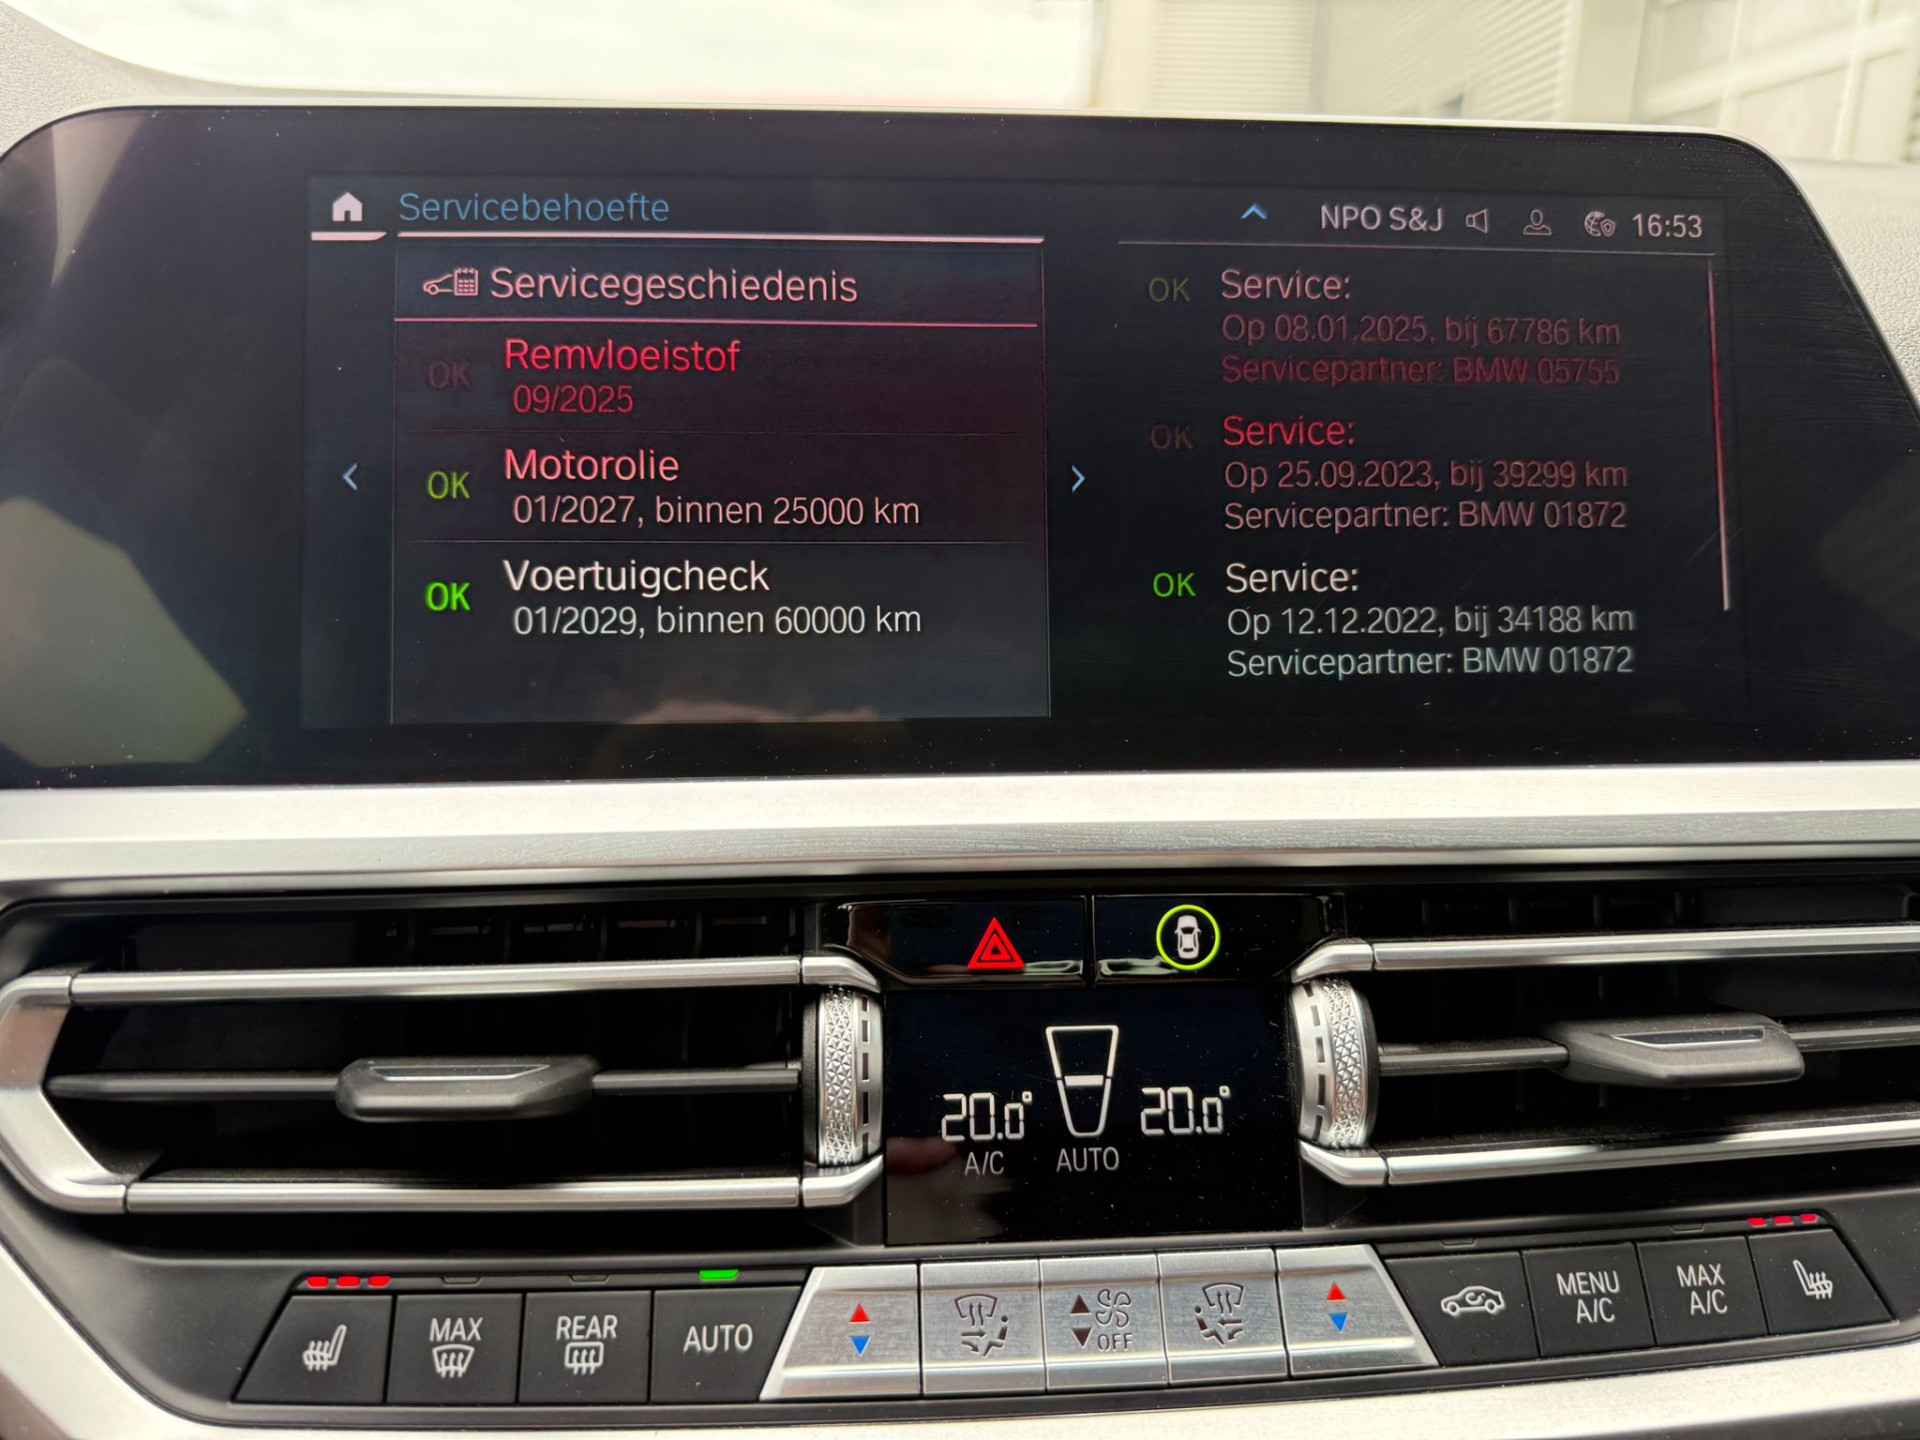 Servicebehoefte
NPO S&J
16:53
Servicegeschiedenis
OK
Remvloeistof
09/2025
OK
Motorolie
01/2027, binnen 25000 km
OK
Voertuigcheck
01/2029, binnen 60000 km
OK
Service:
Op 08.01.2025, bij 67786 km
Servicepartner: BMW 05755
OK
Service:
Op 25.09.2023, bij 39299 km
Servicepartner: BMW 01872
OK
Service:
Op 12.12.2022, bij 34188 km
Servicepartner: BMW 01872
20.0°
A/C
AUTO
20.0°
MAX
REAR
AUTO
OFF
MENU
A/C
MAX
A/C